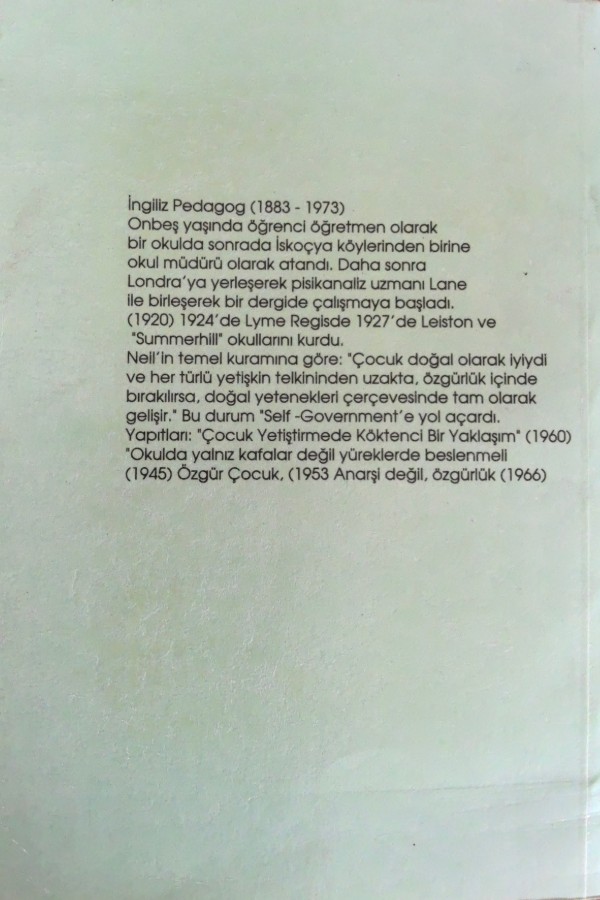 İngiliz Pedagog (1883 - 1973)
Onbeş yaşında öğrenci öğretmen olarak
bir okulda sonrada İskoçya köylerinden birine
okul müdürü olarak atandı. Daha sonra
Londra'ya yerleşerek pisikanaliz uzmanı Lane
ile birleşerek bir dergide çalışmaya başladı.
(1920) 1924'de Lyme Regisde 1927'de Leiston ve
"Summerhill" okullarını kurdu.
Neil'in temel kuramına göre: "Çocuk doğal olarak iyiydi
ve her türlü yetişkin telkininden uzakta, özgürlük içinde
bırakılırsa, doğal yetenekleri çerçevesinde tam olarak
gelişir." Bu durum "Self -Government'e yol açardı.
Yapıtları: "Çocuk Yetiştirmede Köktenci Bir Yaklaşım" (1960)
"Okulda yalnız kafalar değil yüreklerde beslenmeli
(1945) Özgür Çocuk, (1953 Anarşi değil, özgürlük (1966)